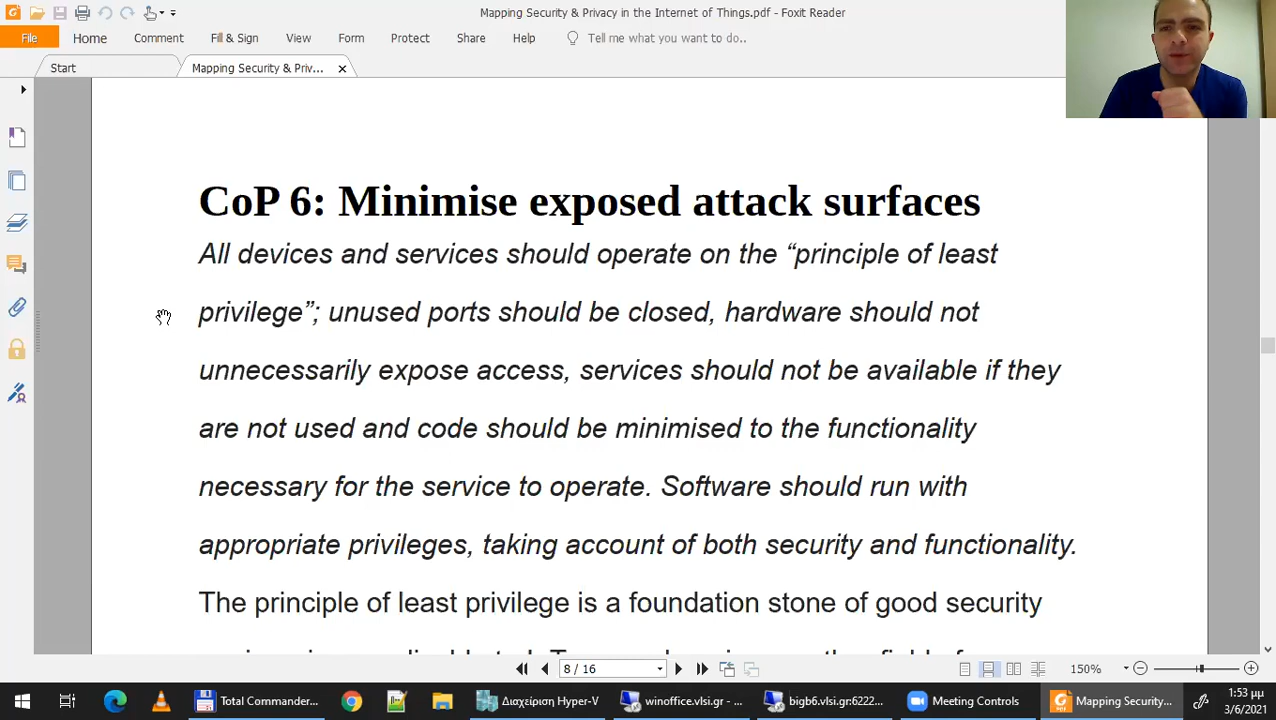 Mapping Security & Privacy in the Internet of Things.pdf - Foxit Reader
File Home Comment Fill & Sign View Form Protect Share Help Tell me what you want to do..
Start Mapping Security & Priv...
CoP 6: Minimise exposed attack surfaces
All devices and services should operate on the “principle of least
privilege”; unused ports should be closed, hardware should not
unnecessarily expose access, services should not be available if they
are not used and code should be minimised to the functionality
necessary for the service to operate. Software should run with
appropriate privileges, taking account of both security and functionality.
The principle of least privilege is a foundation stone of good security
8 / 16
150%
Total Commander... Διαχείριση Hyper-V winoffice.vlsi.gr - ... bigb6.vlsi.gr:6222... Meeting Controls Mapping Security...
1:53 μμ
3/6/2021